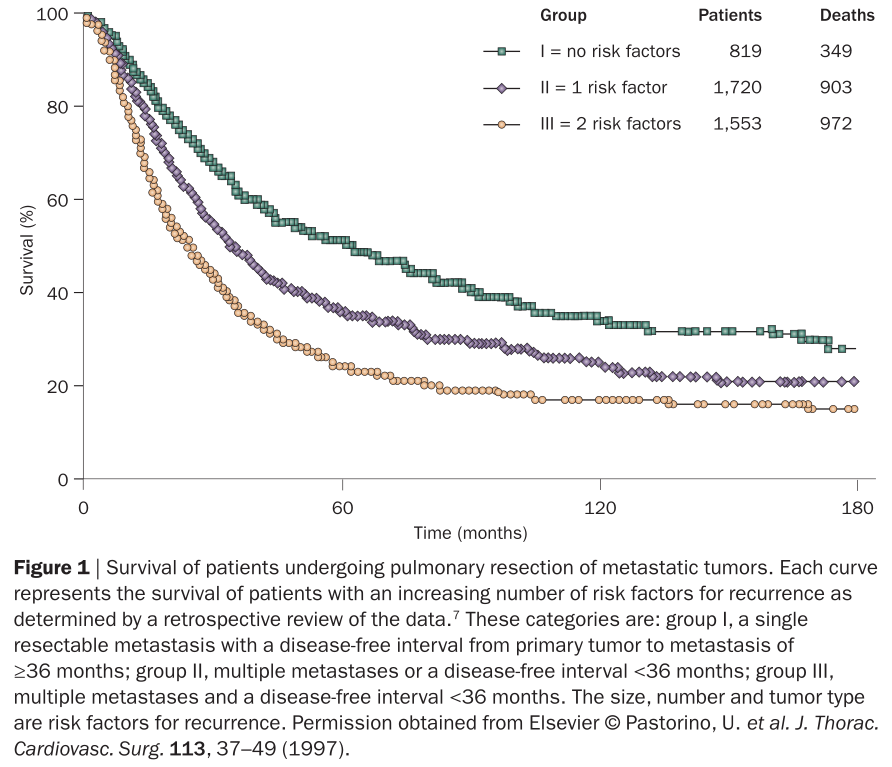 Group Patients Deaths
I = no risk factors 819 349
II = 1 risk factor 1,720 903
III = 2 risk factors 1,553 972
100
80
60
40
20
0
Survival (%)
0 60 120 180
Time (months)
Figure 1 | Survival of patients undergoing pulmonary resection of metastatic tumors. Each curve
represents the survival of patients with an increasing number of risk factors for recurrence as
determined by a retrospective review of the data.⁷ These categories are: group I, a single
resectable metastasis with a disease-free interval from primary tumor to metastasis of
≥36 months; group II, multiple metastases or a disease-free interval <36 months; group III,
multiple metastases and a disease-free interval <36 months. The size, number and tumor type
are risk factors for recurrence. Permission obtained from Elsevier © Pastorino, U. et al. J. Thorac.
Cardiovasc. Surg. 113, 37–49 (1997).